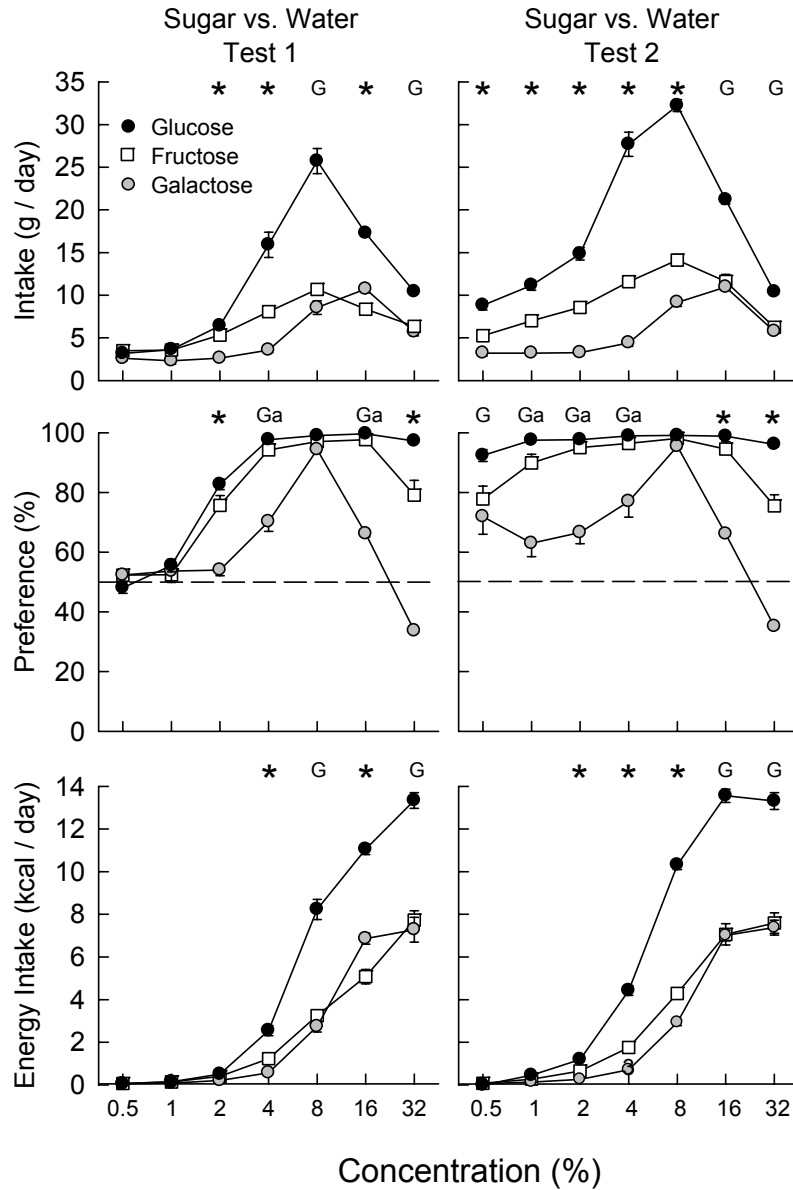 Sugar vs. Water
Test 1
Sugar vs. Water
Test 2
Intake (g / day)
35
30
25
20
15
10
5
0
* * G * G
Glucose
Fructose
Galactose
* * * * * G G
Preference (%)
100
80
60
40
20
0
* Ga Ga *
G Ga Ga Ga * *
Energy Intake (kcal / day)
14
12
10
8
6
4
2
0
* G * G
* * * G G
0.5 1 2 4 8 16 32
0.5 1 2 4 8 16 32
Concentration (%)